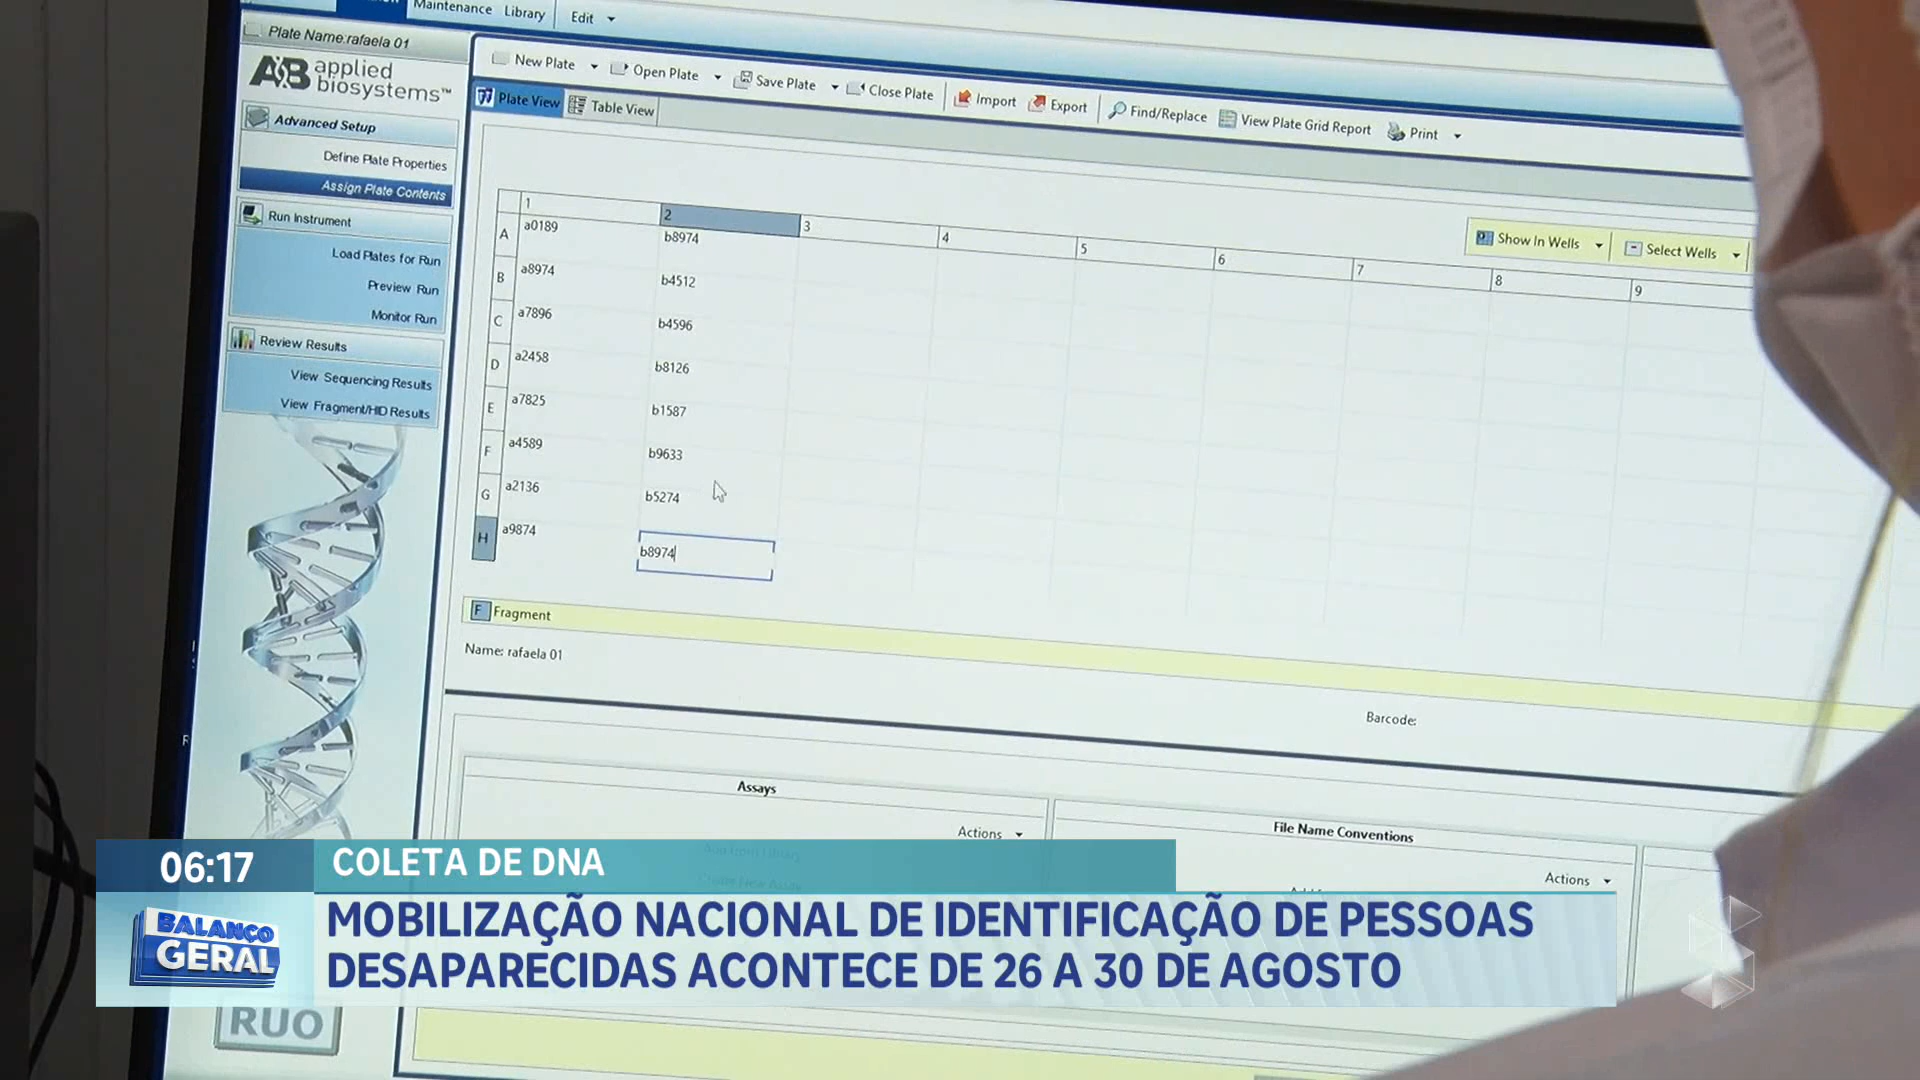 Maintenance Library Edit
Plate Name:rafaela 01
AB applied biosystems™
Advanced Setup
Define Plate Properties
Assign Plate Contents
Run Instrument
Load Plates for Run
Preview Run
Monitor Run
Review Results
View Sequencing Results
View Fragment/HID Results
New Plate Open Plate Save Plate Close Plate Import Export Find/Replace View Plate Grid Report Print
Plate View Table View
Show In Wells Select Wells
1 2 3 4 5 6 7 8 9
A a0189 b8974
B a8974 b4512
C a7896 b4596
D a2458 b8126
E a7825 b1587
F a4589 b9633
G a2136 b5274
H a9874 b8974
F Fragment
Name: rafaela 01
Barcode:
Assays
Actions
File Name Conventions
Actions
06:17
COLETA DE DNA
BALANÇO
GERAL
MOBILIZAÇÃO NACIONAL DE IDENTIFICAÇÃO DE PESSOAS
DESAPARECIDAS ACONTECE DE 26 A 30 DE AGOSTO
RUO